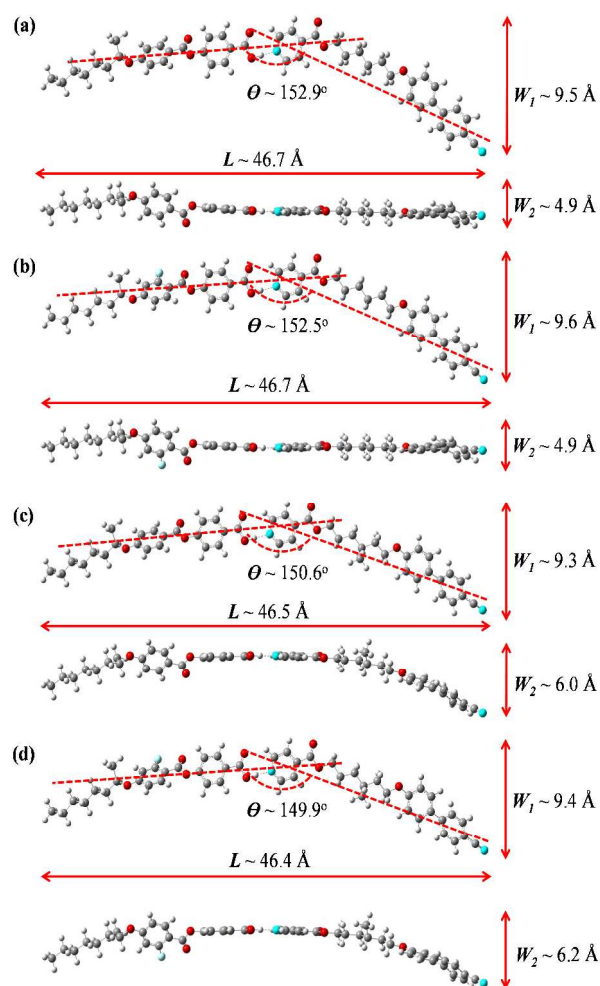 (a)
Ө ~ 152.9°
W1 ~ 9.5 Å
L ~ 46.7 Å
W2 ~ 4.9 Å
(b)
Ө ~ 152.5°
W1 ~ 9.6 Å
L ~ 46.7 Å
W2 ~ 4.9 Å
(c)
Ө ~ 150.6°
W1 ~ 9.3 Å
L ~ 46.5 Å
W2 ~ 6.0 Å
(d)
Ө ~ 149.9°
W1 ~ 9.4 Å
L ~ 46.4 Å
W2 ~ 6.2 Å